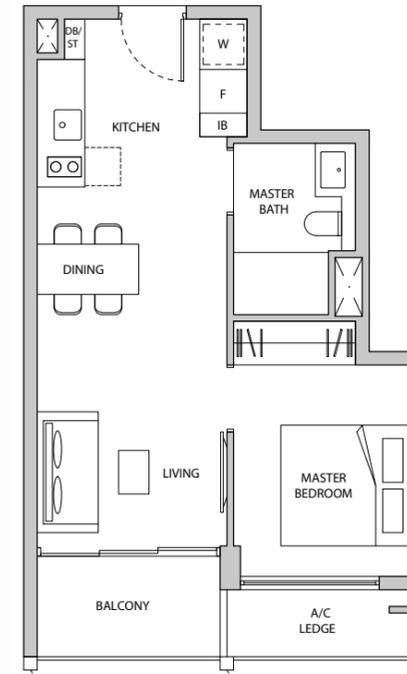 DB/
ST
W
F
IB
KITCHEN
MASTER
BATH
DINING
LIVING
MASTER
BEDROOM
BALCONY
A/C
LEDGE